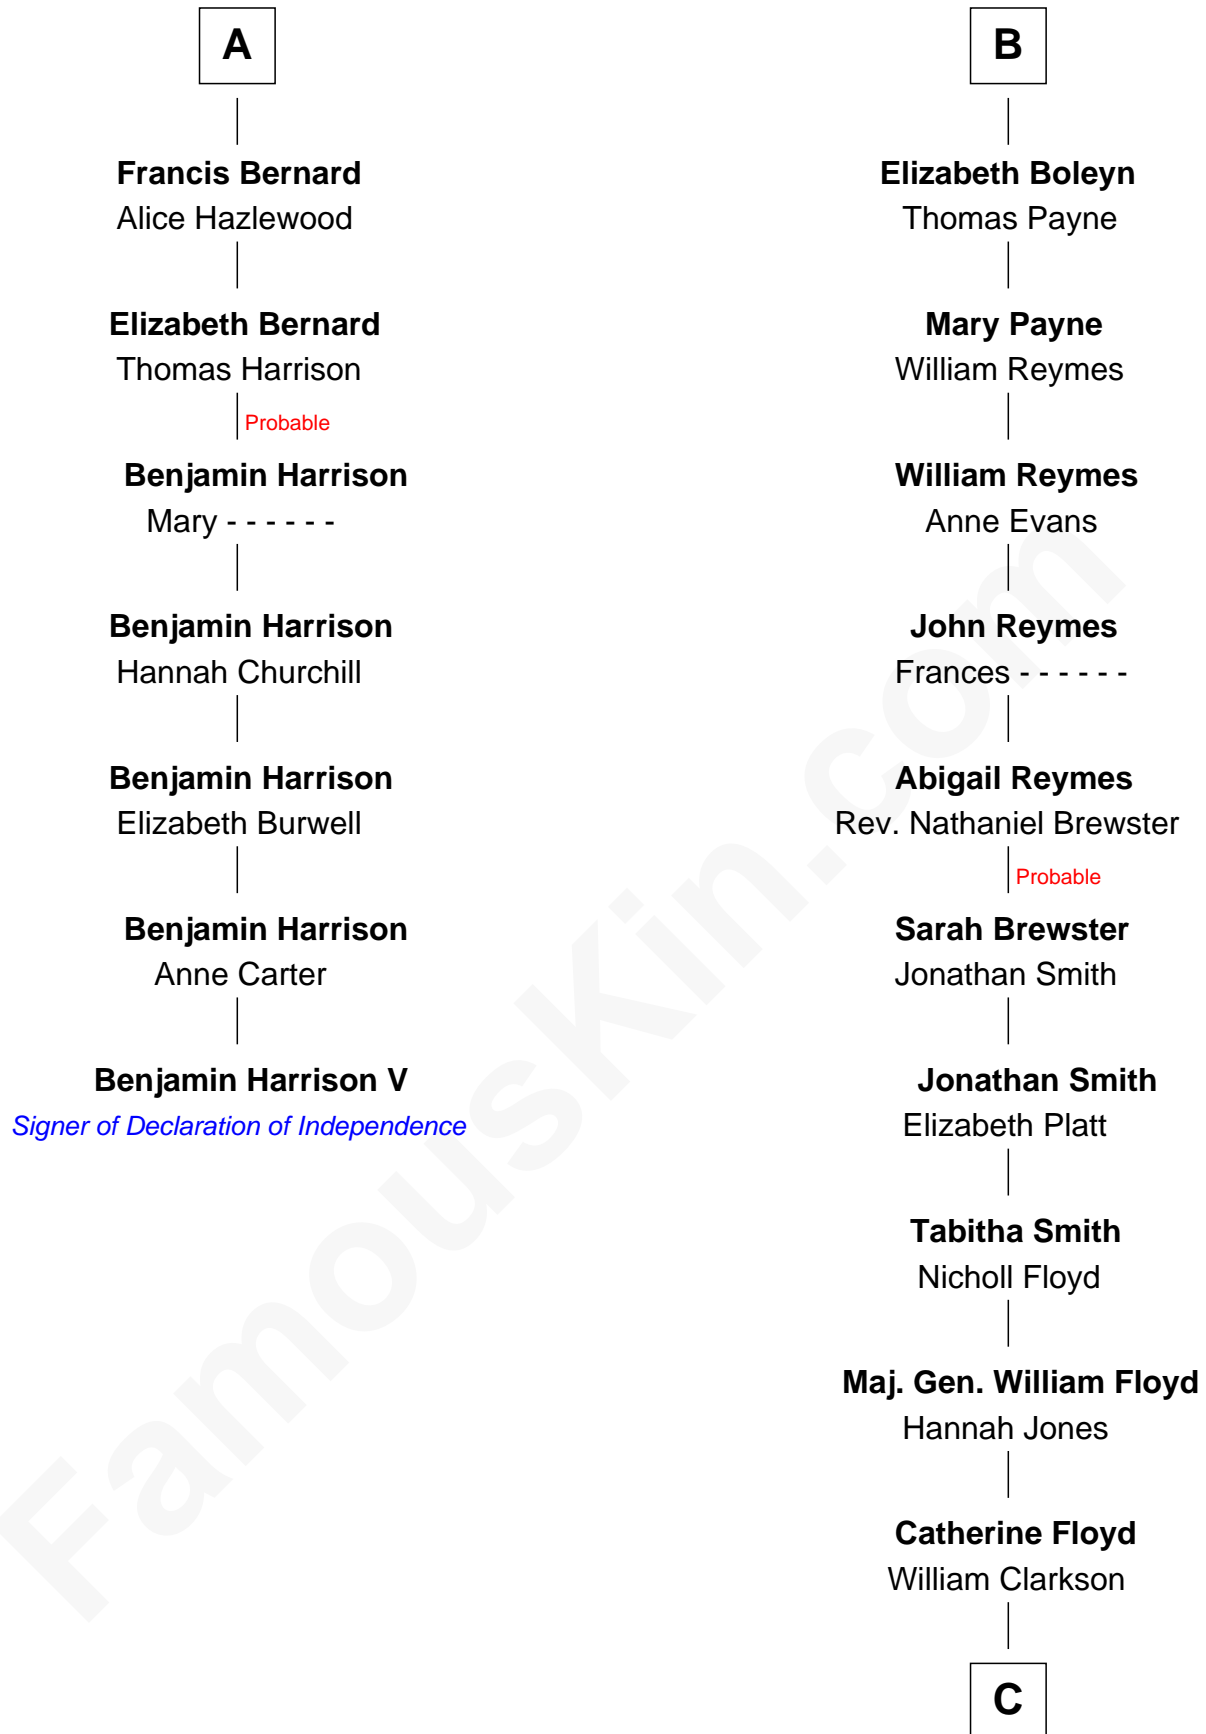 A
Francis Bernard
Alice Hazlewood
Elizabeth Bernard
Thomas Harrison
Probable
Benjamin Harrison
Mary - - - - - -
Benjamin Harrison
Hannah Churchill
Benjamin Harrison
Elizabeth Burwell
Benjamin Harrison
Anne Carter
Benjamin Harrison V
Signer of Declaration of Independence
B
Elizabeth Boleyn
Thomas Payne
Mary Payne
William Reymes
William Reymes
Anne Evans
John Reymes
Frances - - - - - -
Abigail Reymes
Rev. Nathaniel Brewster
Probable
Sarah Brewster
Jonathan Smith
Jonathan Smith
Elizabeth Platt
Tabitha Smith
Nicholl Floyd
Maj. Gen. William Floyd
Hannah Jones
Catherine Floyd
William Clarkson
C
FamousKin.com